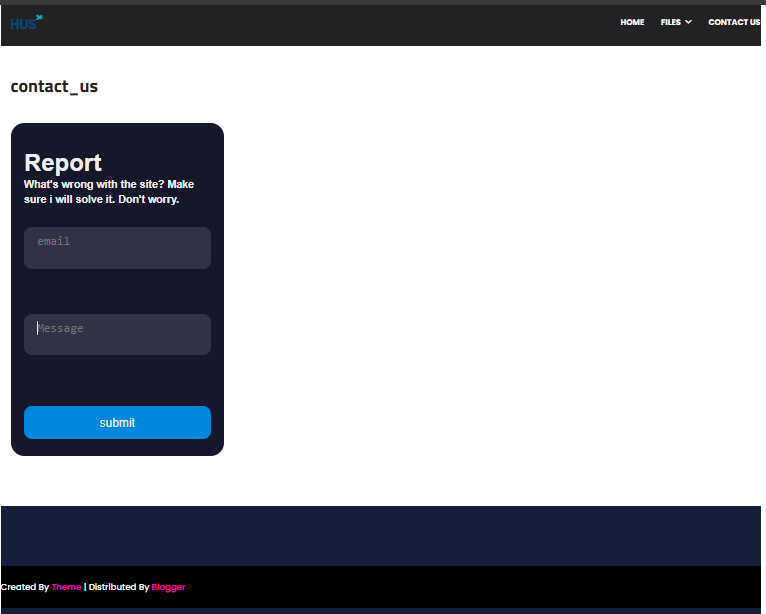 HUS
HOME FILES CONTACT US
contact_us
Report
What's wrong with the site? Make
sure i will solve it. Don't worry.
email
Message
submit
Created By Theme | Distributed By Blogger